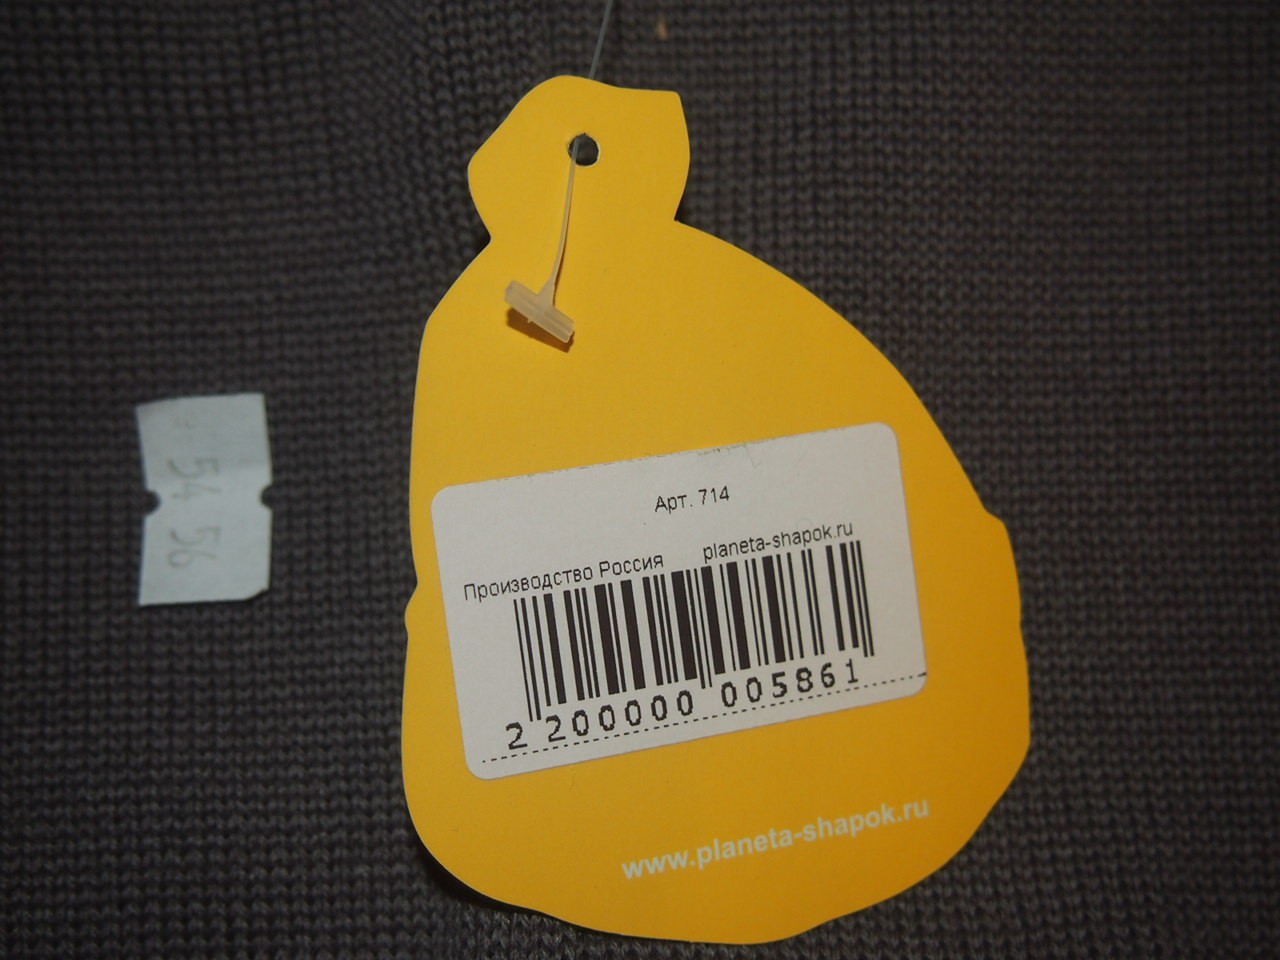 54
56
Арт. 714
Производство Россия planeta-shapok.ru
2 200000 005861
www.planeta-shapok.ru